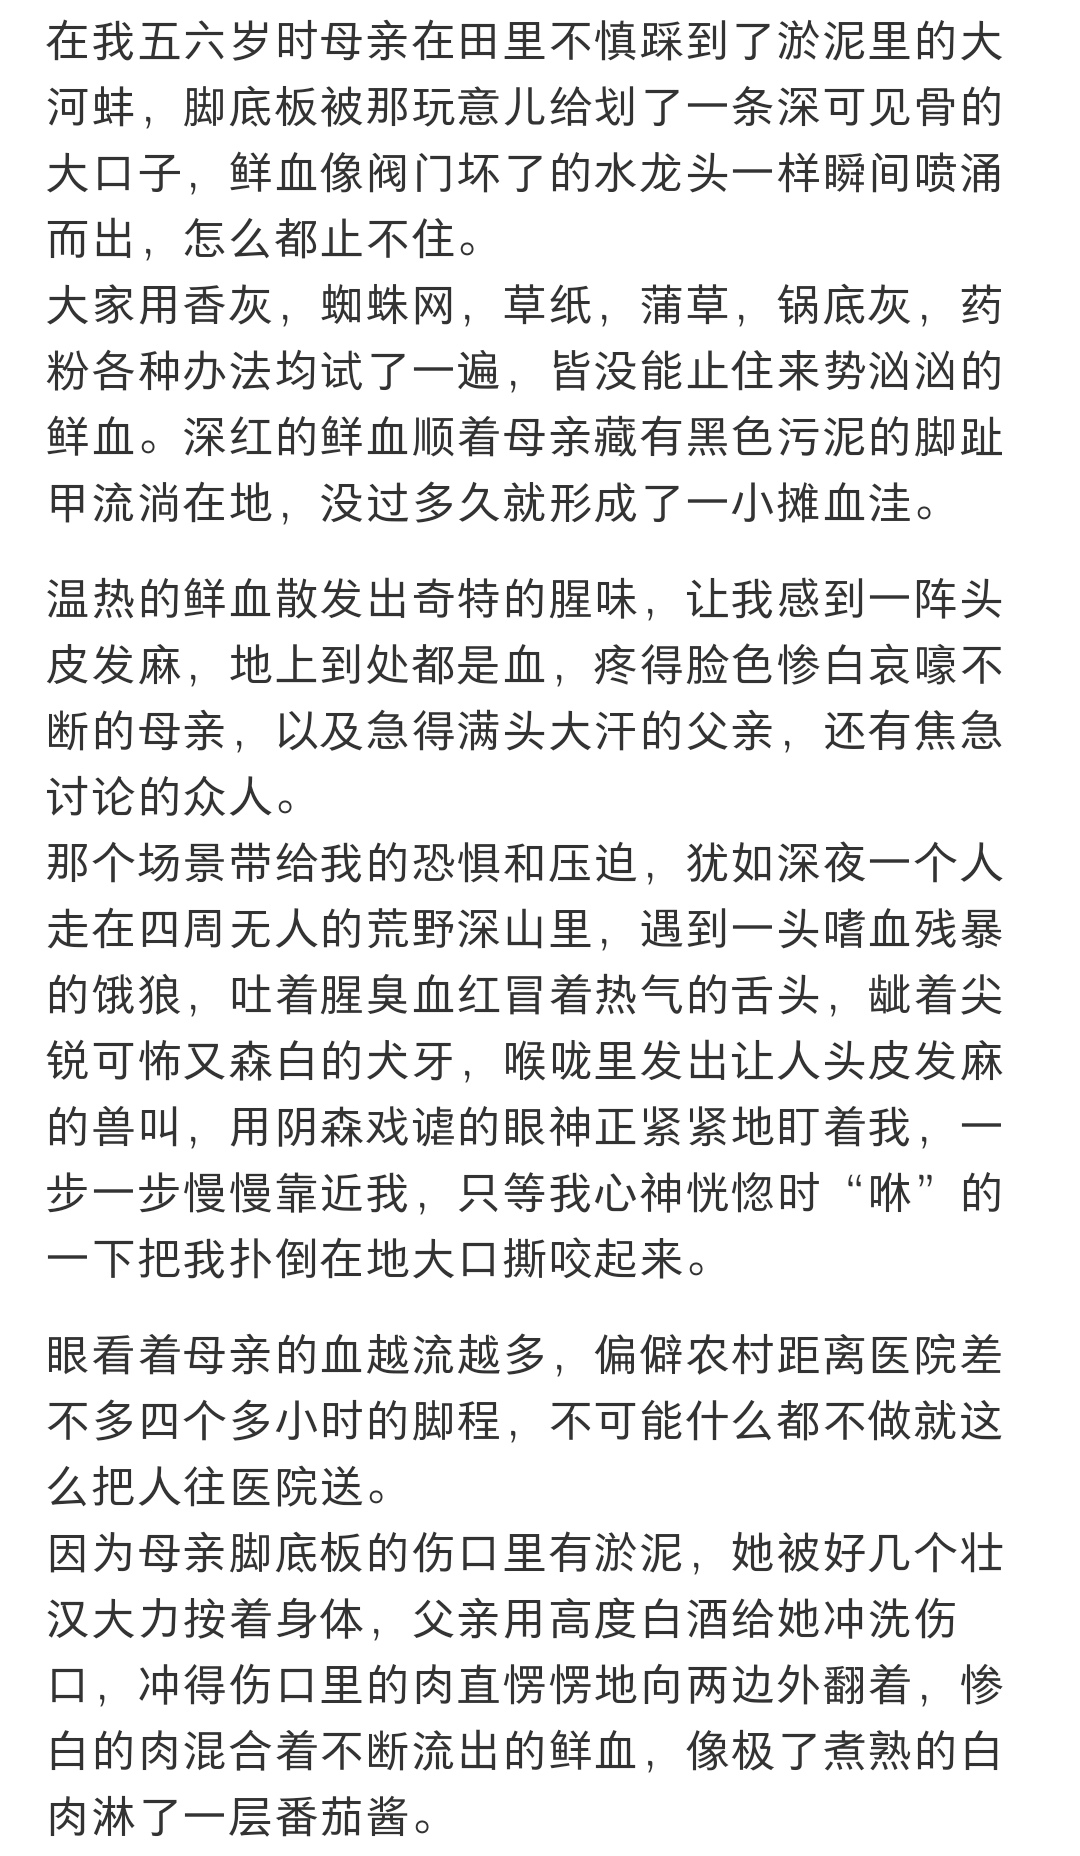 在我五六岁时母亲在田里不慎踩到了淤泥里的大
河蚌，脚底板被那玩意儿给划了一条深可见骨的
大口子，鲜血像阀门坏了的水龙头一样瞬间喷涌
而出，怎么都止不住。
大家用香灰，蜘蛛网，草纸，蒲草，锅底灰，药
粉各种办法均试了一遍，皆没能止住来势汹汹的
鲜血。深红的鲜血顺着母亲藏有黑色污泥的脚趾
甲流淌在地，没过多久就形成了一小摊血洼。
温热的鲜血散发出奇特的腥味，让我感到一阵头
皮发麻，地上到处都是血，疼得脸色惨白哀嚎不
断的母亲，以及急得满头大汗的父亲，还有焦急
讨论的众人。
那个场景带给我的恐惧和压迫，犹如深夜一个人
走在四周无人的荒野深山里，遇到一头嗜血残暴
的饿狼，吐着腥臭血红冒着热气的舌头，龇着尖
锐可怖又森白的犬牙，喉咙里发出让人头皮发麻
的兽叫，用阴森戏谑的眼神正紧紧地盯着我，一
步一步慢慢靠近我，只等我心神恍惚时“咻”的
一下把我扑倒在地大口撕咬起来。
眼看着母亲的血越流越多，偏僻农村距离医院差
不多四个多小时的脚程，不可能什么都不做就这
么把人往医院送。
因为母亲脚底板的伤口里有淤泥，她被好几个壮
汉大力按着身体，父亲用高度白酒给她冲洗伤
口，冲得伤口里的肉直愣愣地向两边外翻着，惨
白的肉混合着不断流出的鲜血，像极了煮熟的白
肉淋了一层番茄酱。